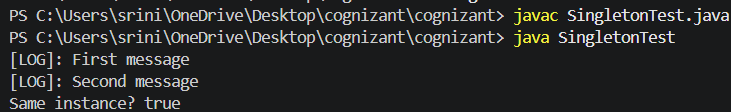 PS C:\Users\srini\OneDrive\Desktop\cognizant\cognizant> javac SingletonTest.java
PS C:\Users\srini\OneDrive\Desktop\cognizant\cognizant> java SingletonTest
[LOG]: First message
[LOG]: Second message
Same instance? true